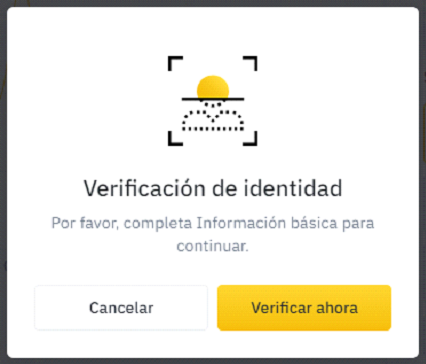 Verificación de identidad
Por favor, completa Información básica para
continuar.
Cancelar
Verificar ahora